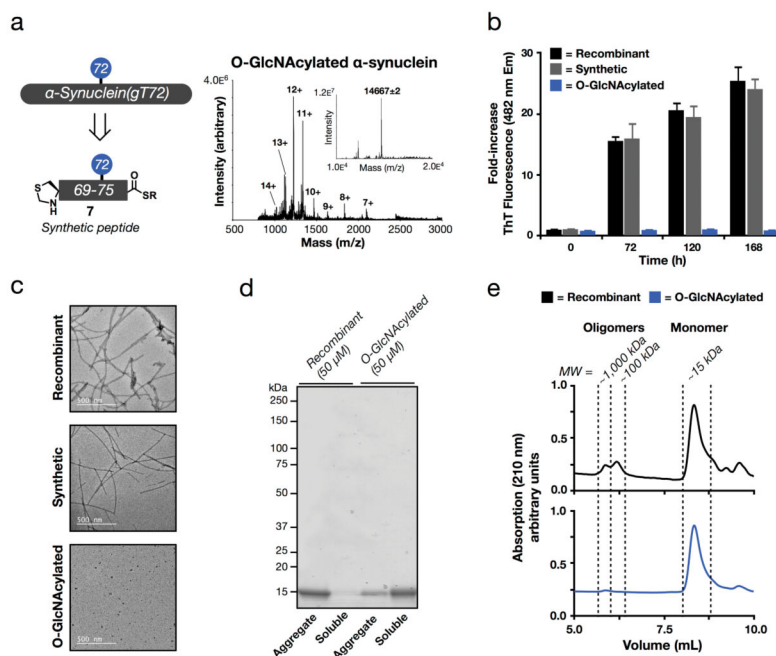 a
72
α-Synuclein(gT72)
72
S
N
H
69-75
O
SR
7
Synthetic peptide
O-GlcNAcylated α-synuclein
4.0e⁶
Intensity (arbitrary)
14+
13+
12+
11+
10+
9+
8+
7+
1.2e⁷
Intensity
14667±2
1.0e⁴
2.0e⁴
Mass (m/z)
500 1000 1500 2000 2500 3000
Mass (m/z)
b
= Recombinant
= Synthetic
= O-GlcNAcylated
Fold-increase
ThT Fluorescence (482 nm Em)
30
20
10
0
0 72 120 168
Time (h)
c
Recombinant
500 nm
Synthetic
500 nm
O-GlcNAcylated
500 nm
d
Recombinant
(50 µM)
O-GlcNAcylated
(50 µM)
kDa
250
150
100
75
50
37
25
20
15
Aggregate
Soluble
Aggregate
Soluble
e
= Recombinant
= O-GlcNAcylated
Oligomers Monomer
MW = ~1,000 kDa ~100 kDa ~15 kDa
Absorption (210 nm)
arbitrary units
1.0
0.5
0.0
1.0
0.5
0.0
5.0 7.5 10.0
Volume (mL)